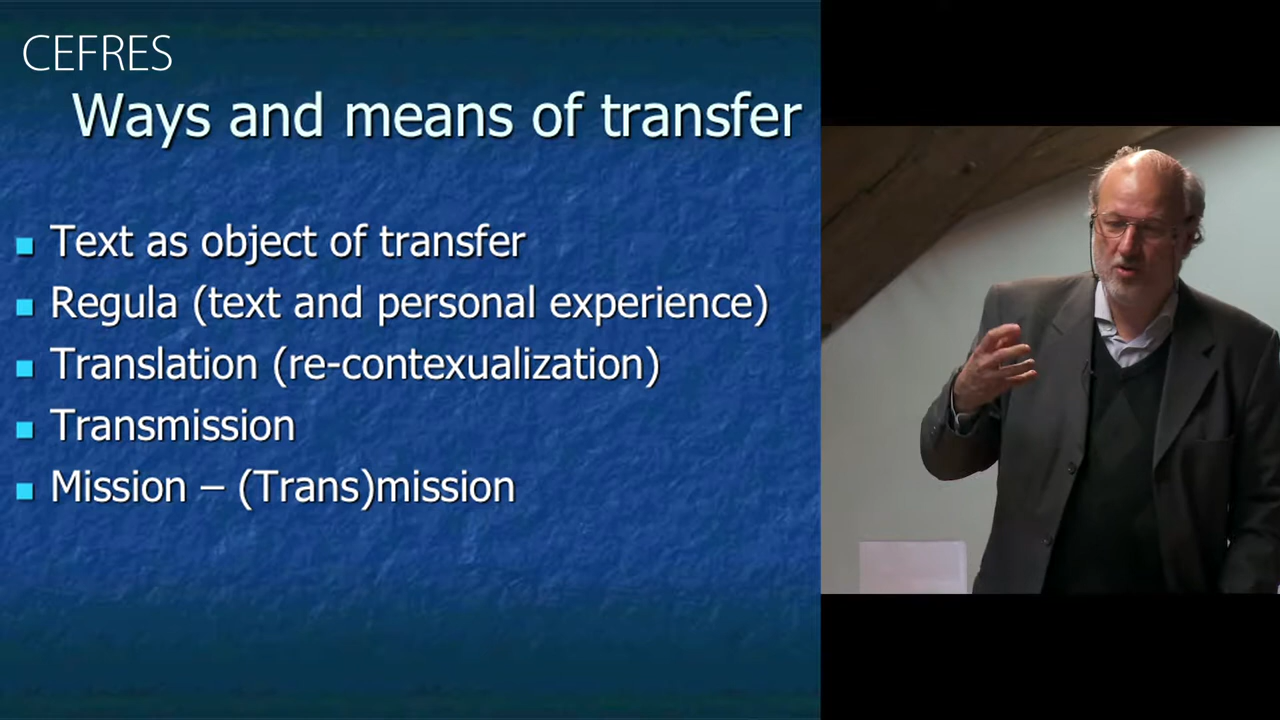 CEFRES
Ways and means of transfer
Text as object of transfer
Regula (text and personal experience)
Translation (re-contexualization)
Transmission
Mission – (Trans)mission